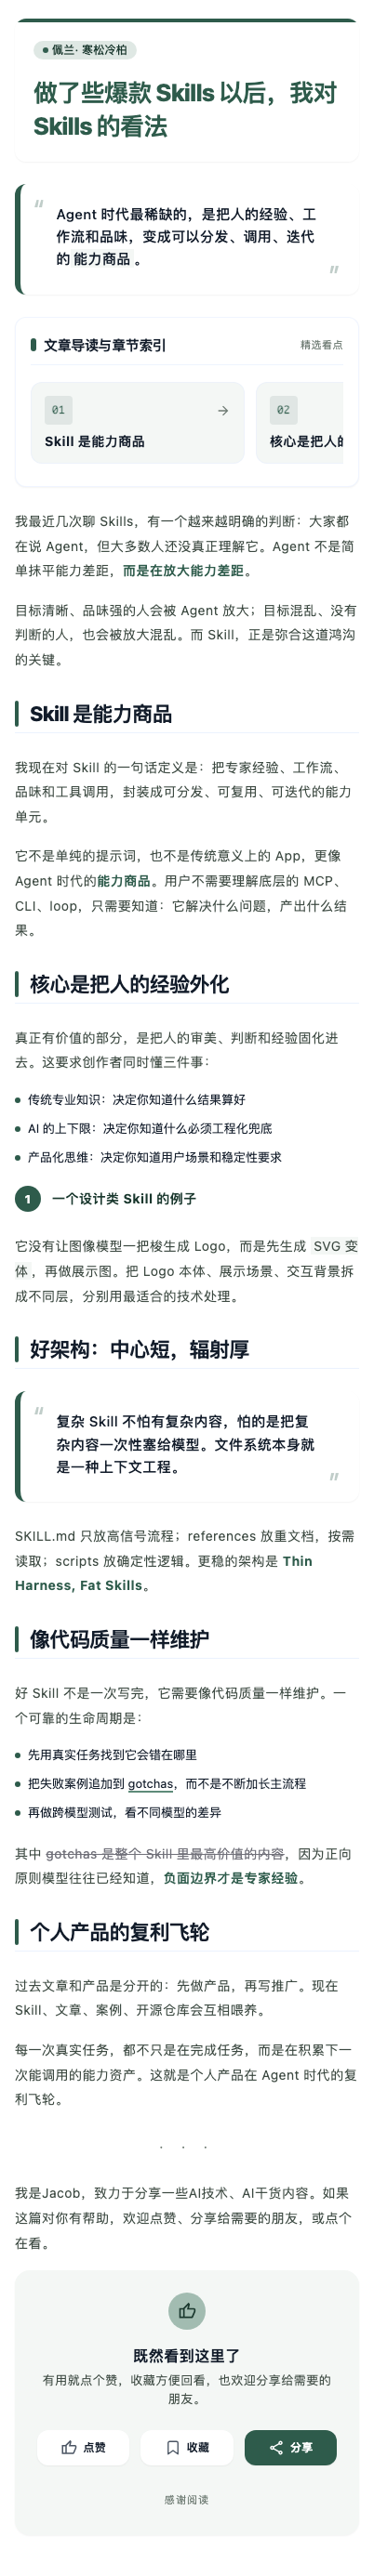 佩兰· 寒松冷柏
做了些爆款 Skills 以后，我对
Skills 的看法
"
Agent 时代最稀缺的，是把人的经验、工
作流和品味，变成可以分发、调用、迭代
的 能力商品 。
"
文章导读与章节索引
精选看点
01
→
Skill 是能力商品
02
核心是把人的
我最近几次聊 Skills，有一个越来越明确的判断：大家都
在说 Agent，但大多数人还没真正理解它。Agent 不是简
单抹平能力差距，而是在放大能力差距。
目标清晰、品味强的人会被 Agent 放大；目标混乱、没有
判断的人，也会被放大混乱。而 Skill，正是弥合这道鸿沟
的关键。
Skill 是能力商品
我现在对 Skill 的一句话定义是：把专家经验、工作流、
品味和工具调用，封装成可分发、可复用、可迭代的能力
单元。
它不是单纯的提示词，也不是传统意义上的 App，更像
Agent 时代的能力商品。用户不需要理解底层的 MCP、
CLI、loop，只需要知道：它解决什么问题，产出什么结
果。
核心是把人的经验外化
真正有价值的部分，是把人的审美、判断和经验固化进
去。这要求创作者同时懂三件事：
传统专业知识：决定你知道什么结果算好
AI 的上下限：决定你知道什么必须工程化兜底
产品化思维：决定你知道用户场景和稳定性要求
1 一个设计类 Skill 的例子
它没有让图像模型一把梭生成 Logo，而是先生成 SVG 变
体 ，再做展示图。把 Logo 本体、展示场景、交互背景拆
成不同层，分别用最适合的技术处理。
好架构：中心短，辐射厚
"
复杂 Skill 不怕有复杂内容，怕的是把复
杂内容一次性塞给模型。文件系统本身就
是一种上下文工程。
"
SKILL.md 只放高信号流程；references 放重文档，按需
读取；scripts 放确定性逻辑。更稳的架构是 Thin
Harness, Fat Skills。
像代码质量一样维护
好 Skill 不是一次写完，它需要像代码质量一样维护。一
个可靠的生命周期是：
先用真实任务找到它会错在哪里
把失败案例追加到 gotchas，而不是不断加长主流程
再做跨模型测试，看不同模型的差异
其中 gotchas 是整个 Skill 里最高价值的内容，因为正向
原则模型往往已经知道，负面边界才是专家经验。
个人产品的复利飞轮
过去文章和产品是分开的：先做产品，再写推广。现在
Skill、文章、案例、开源仓库会互相喂养。
每一次真实任务，都不只是在完成任务，而是在积累下一
次能调用的能力资产。这就是个人产品在 Agent 时代的复
利飞轮。
· · ·
我是Jacob，致力于分享一些AI技术、AI干货内容。如果
这篇对你有帮助，欢迎点赞、分享给需要的朋友，或点个
在看。
既然看到这里了
有用就点个赞，收藏方便回看，也欢迎分享给需要的
朋友。
点赞
收藏
分享
感谢阅读